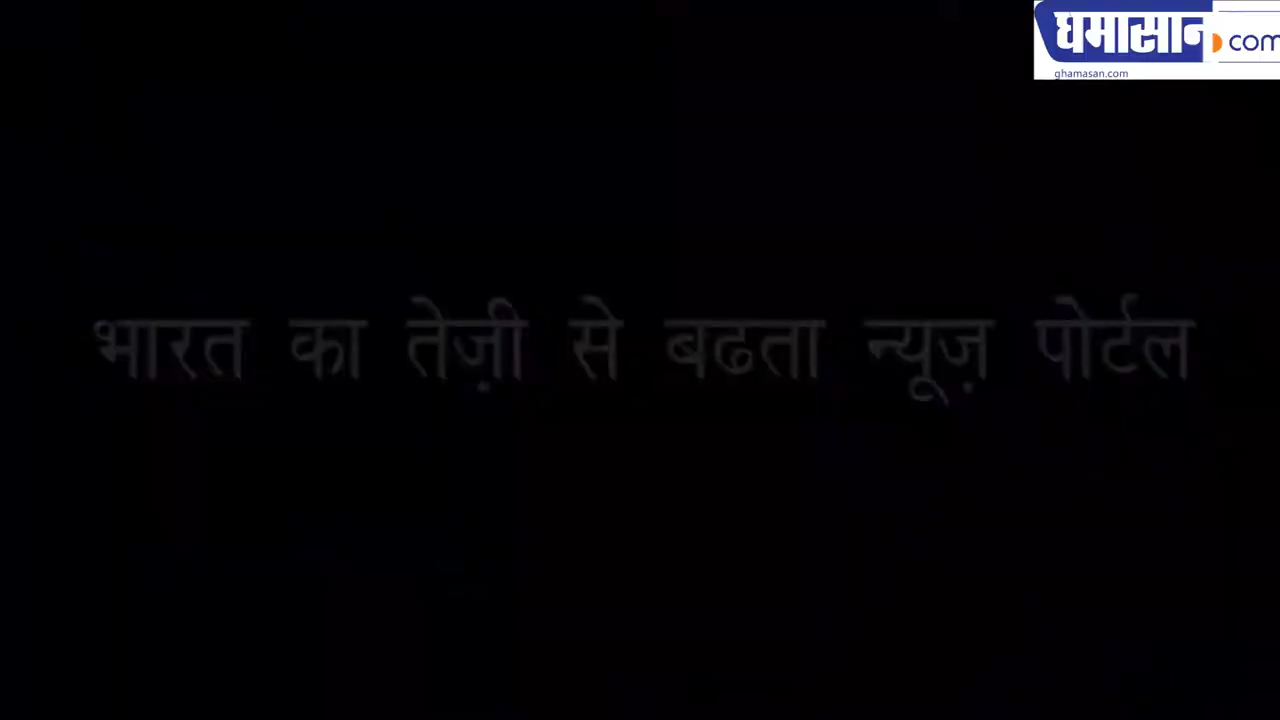 घमासान.com
ghamasan.com
भारत का तेज़ी से बढता न्यूज़ पोर्टल